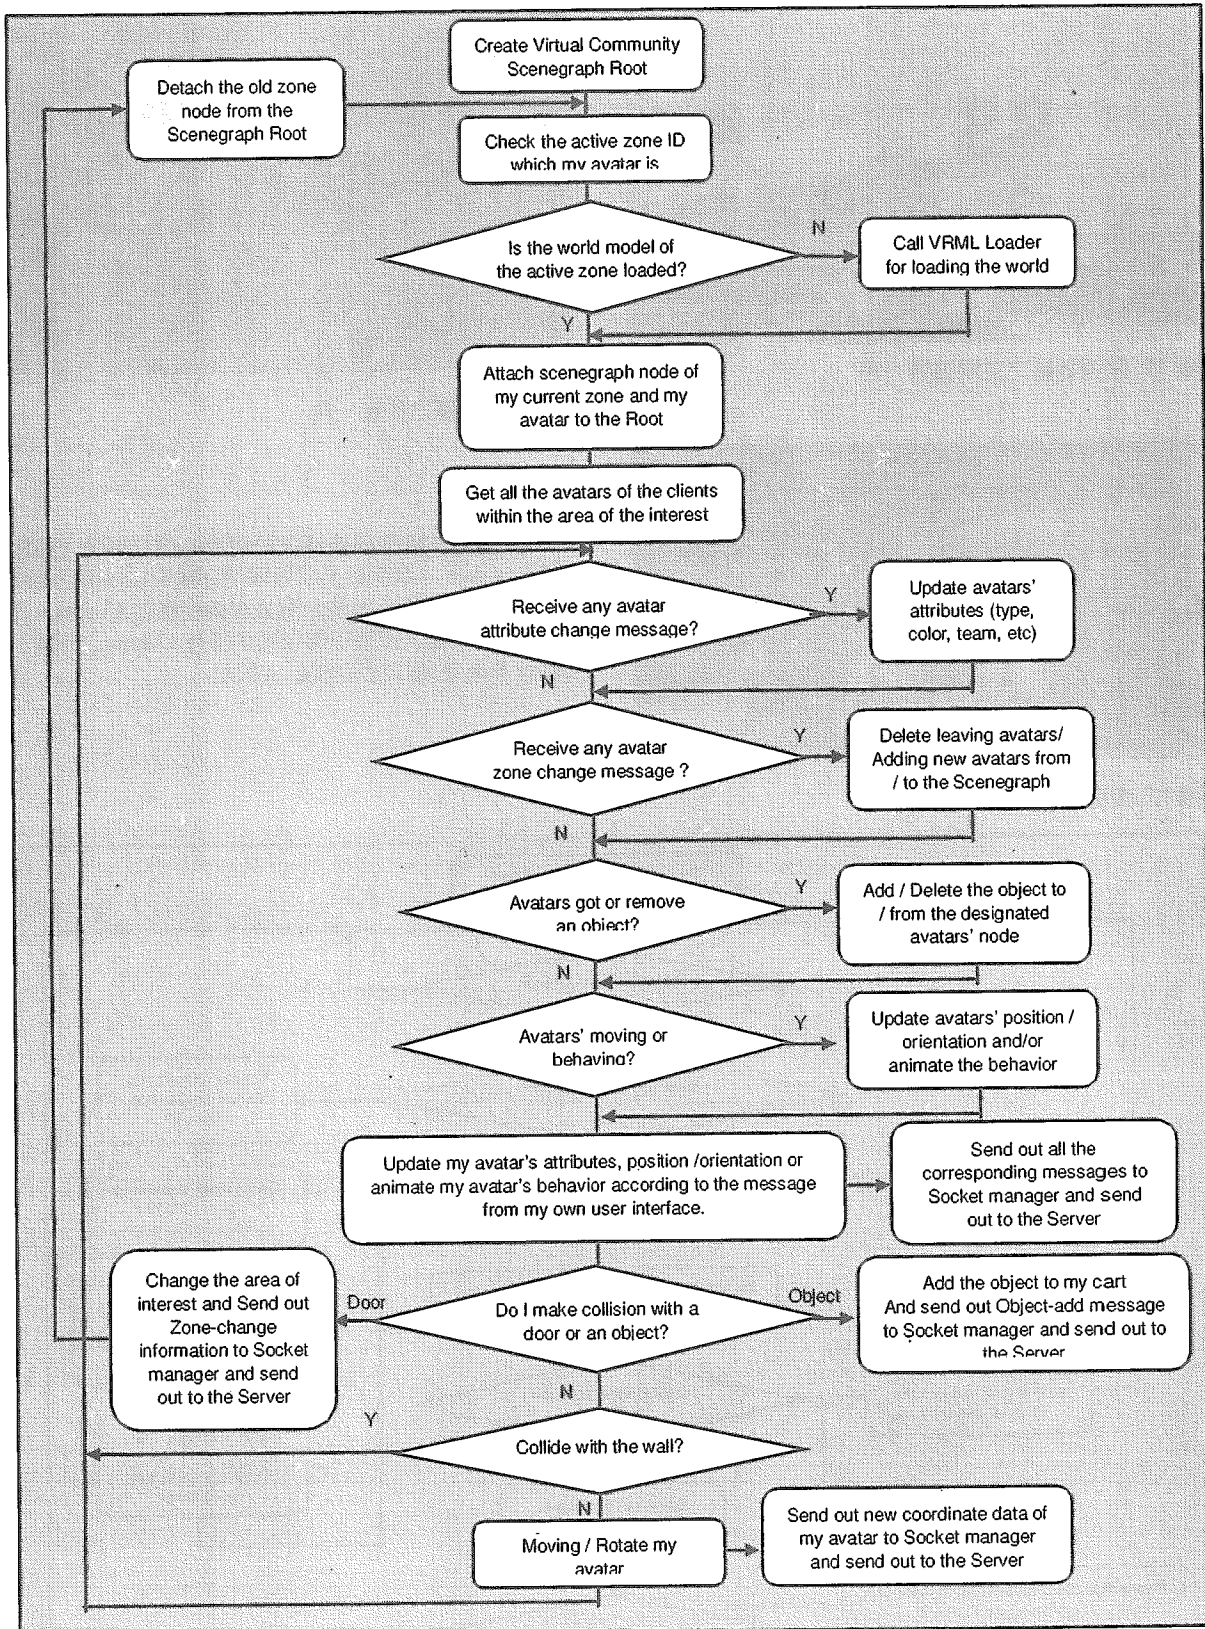 Create Virtual Community
Scenegraph Root
Detach the old zone
node from the
Scenegraph Root
Check the active zone ID
which my avatar is
Is the world model of
the active zone loaded?
N
Call VRML Loader
for loading the world
Y
Attach scenegraph node of
my current zone and my
avatar to the Root
Get all the avatars of the clients
within the area of the interest
Receive any avatar
attribute change message?
Y
Update avatars'
attributes (type,
color, team, etc)
N
Receive any avatar
zone change message ?
Y
Delete leaving avatars/
Adding new avatars from
/ to the Scenegraph
N
Avatars got or remove
an object?
Y
Add / Delete the object to
/ from the designated
avatars' node
N
Avatars' moving or
behaving?
Y
Update avatars' position /
orientation and/or
animate the behavior
Update my avatar's attributes, position /orientation or
animate my avatar's behavior according to the message
from my own user interface.
Send out all the
corresponding messages to
Socket manager and send
out to the Server
Change the area of
interest and Send out
Zone-change
information to Socket
manager and send
out to the Server
Door
Do I make collision with a
door or an object?
Object
Add the object to my cart
And send out Object-add message
to Socket manager and send out to
the Server
N
Y
Collide with the wall?
N
Moving / Rotate my
avatar
Send out new coordinate data of
my avatar to Socket manager
and send out to the Server